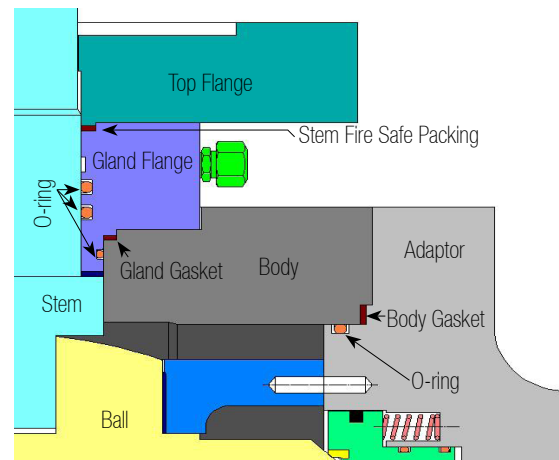 Top Flange
Stem Fire Safe Packing
Gland Flange
O-ring
Gland Gasket
Body
Adaptor
Stem
Body Gasket
O-ring
Ball